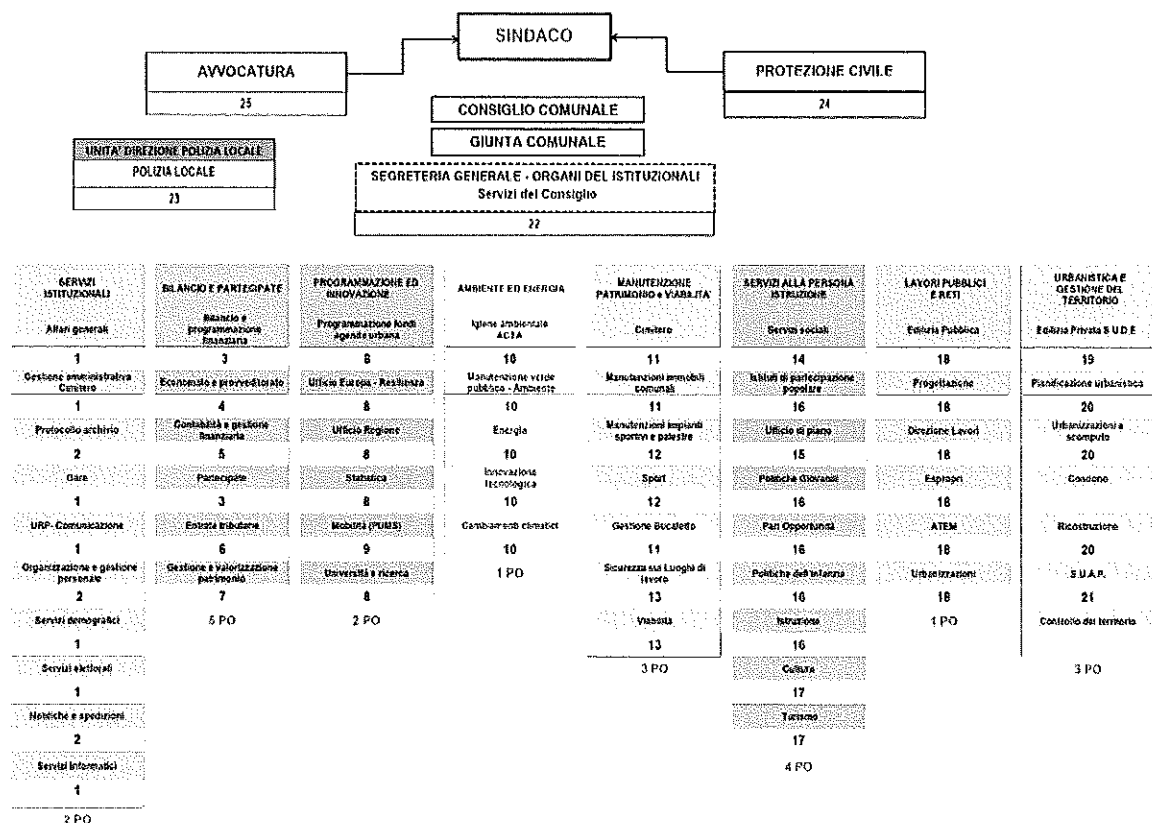 SINDACO
AVVOCATURA
25
PROTEZIONE CIVILE
24
CONSIGLIO COMUNALE
GIUNTA COMUNALE
UNITA' DIREZIONE POLIZIA LOCALE
POLIZIA LOCALE
23
SEGRETERIA GENERALE - ORGANI DEL ISTITUZIONALI
Servizi del Consiglio
22
SERVIZI
ISTITUZIONALI
Affari generali
1
Gestione amministrativa
Cimitero
1
Protocollo archivio
2
Gare
1
URP- Comunicazione
1
Organizzazione e gestione
personale
2
Servizi demografici
1
Servizi elettorali
1
Notifiche e spedizioni
2
Servizi Informatici
1
2 PO
BILANCIO E PARTECIPATE
Bilancio e
programmazione
finanziaria
3
Economato e provveditorato
4
Contabilità e gestione
finanziaria
5
Partecipate
3
Entrate tributarie
6
Gestione e valorizzazione
patrimonio
7
5 PO
PROGRAMMAZIONE ED
INNOVAZIONE
Programmazione fondi
agenda urbana
8
Ufficio Europa - Resilienza
8
Ufficio Regione
8
Statistica
8
Mobilità (PUMS)
9
Università e ricerca
8
2 PO
AMBIENTE ED ENERGIA
Igiene ambientale
ACTA
10
Manutenzione verde
pubblico - Ambiente
10
Energia
10
Innovazione
Tecnologica
10
Cambiamenti climatici
10
1 PO
MANUTENZIONE
PATRIMONIO e VIABILITA'
Cimitero
11
Manutenzioni immobili
comunali
11
Manutenzioni impianti
sportivi e palestre
12
Sport
12
Gestione Bucaletto
11
Sicurezza sui Luoghi di
lavoro
13
Viabilità
13
3 PO
SERVIZI ALLA PERSONA
ISTRUZIONE
Servizi sociali
14
Istituti di partecipazione
popolare
16
Ufficio di piano
15
Politiche Giovanili
16
Pari Opportunità
16
Politiche dell'infanzia
16
Istruzione
16
Cultura
17
Turismo
17
4 PO
LAVORI PUBBLICI
E RETI
Edilizia Pubblica
18
Progettazione
18
Direzione Lavori
18
Espropri
18
ATEM
18
Urbanizzazioni
18
1 PO
URBANISTICA E
GESTIONE DEL
TERRITORIO
Edilizia Privata S.U.D.E
19
Pianificazione urbanistica
20
Urbanizzazioni a
scomputo
20
Condono
Ricostruzione
20
S.U.A.P.
21
Controllo del territorio
3 PO